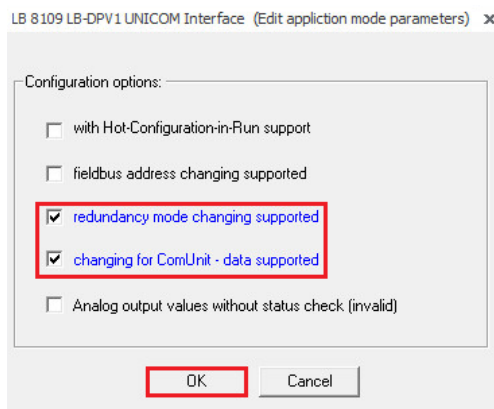 LB 8109 LB-DPV1 UNICOM Interface (Edit appliction mode parameters) x
Configuration options:
with Hot-Configuration-in-Run support
fieldbus address changing supported
redundancy mode changing supported
changing for ComUnit - data supported
Analog output values without status check (invalid)
OK Cancel